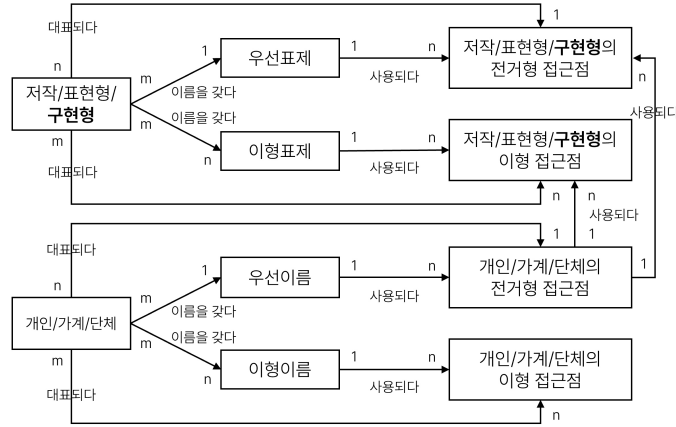 대표되다
1
n
1
우선표제
1
n
사용되다
저작/표현형/구현형의
전거형 접근점
n
저작/표현형/
구현형
m
이름을 갖다
이름을 갖다
m
사용되다
m
대표되다
n
이형표제
1
n
사용되다
저작/표현형/구현형의
이형 접근점
n
n
사용되다
1
1
대표되다
n
1
우선이름
1
n
사용되다
개인/가계/단체의
전거형 접근점
1
개인/가계/단체
m
이름을 갖다
이름을 갖다
m
m
대표되다
n
이형이름
1
n
사용되다
개인/가계/단체의
이형 접근점
n